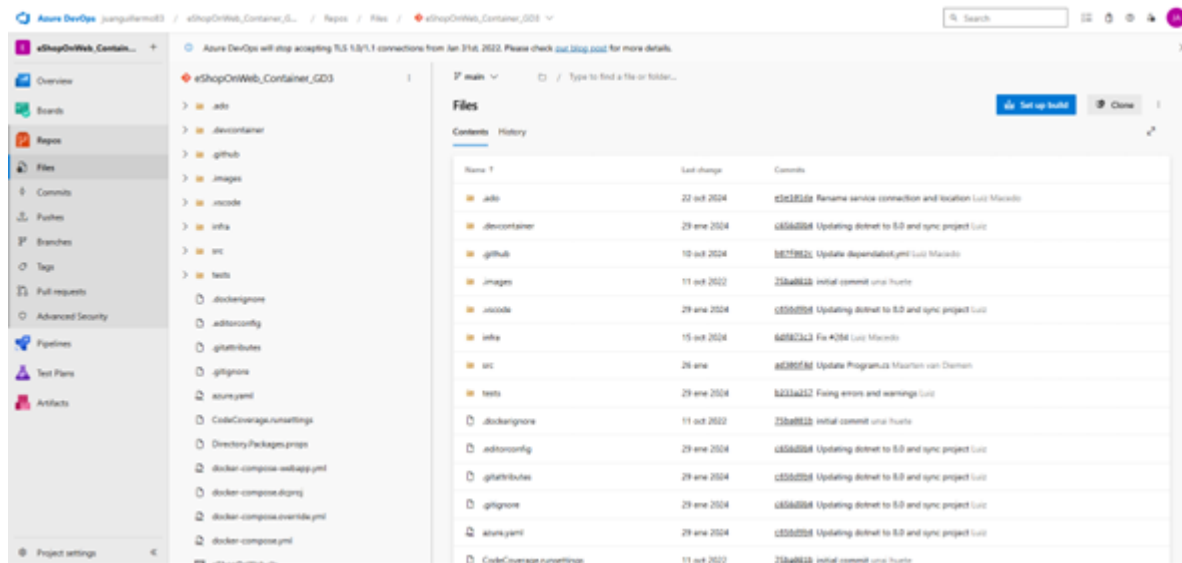 Azure DevOps juanguillermo83 / eShopOnWeb_Container_G... / Repos / Files / eShopOnWeb_Container_GD3
Search
JA
eShopOnWeb_Contain... +
Azure DevOps will stop accepting TLS 1.0/1.1 connections from Jan 31st, 2022. Please check our blog post for more details.
Overview
Boards
Repos
Files
Commits
Pushes
Branches
Tags
Pull requests
Advanced Security
Pipelines
Test Plans
Artifacts
Project settings
eShopOnWeb_Container_GD3
.ado
.devcontainer
.github
.images
.vscode
infra
src
tests
.dockerignore
.editorconfig
.gitattributes
.gitignore
azure.yaml
CodeCoverage.runsettings
Directory.Packages.props
docker-compose-webapp.yml
docker-compose.dcproj
docker-compose.override.yml
docker-compose.yml
main / Type to find a file or folder...
Files
Set up build Clone
Contents History
Name ↑ Last change Commits
.ado 22 oct 2024 Rename service connection and location Luiz Macedo
.devcontainer 29 ene 2024 Updating dotnet to 8.0 and sync project Luiz
.github 10 oct 2024 Update dependabot.yml Luiz Macedo
.images 11 oct 2022 initial commit unai huete
.vscode 29 ene 2024 Updating dotnet to 8.0 and sync project Luiz
infra 15 oct 2024 Fix #284 Luiz Macedo
src 26 ene Update Program.cs Maarten van Diemen
tests 29 ene 2024 Fixing errors and warnings Luiz
.dockerignore 11 oct 2022 initial commit unai huete
.editorconfig 29 ene 2024 Updating dotnet to 8.0 and sync project Luiz
.gitattributes 29 ene 2024 Updating dotnet to 8.0 and sync project Luiz
.gitignore 29 ene 2024 Updating dotnet to 8.0 and sync project Luiz
azure.yaml 29 ene 2024 Updating dotnet to 8.0 and sync project Luiz
CodeCoverage.runsettings 11 oct 2022 initial commit unai huete